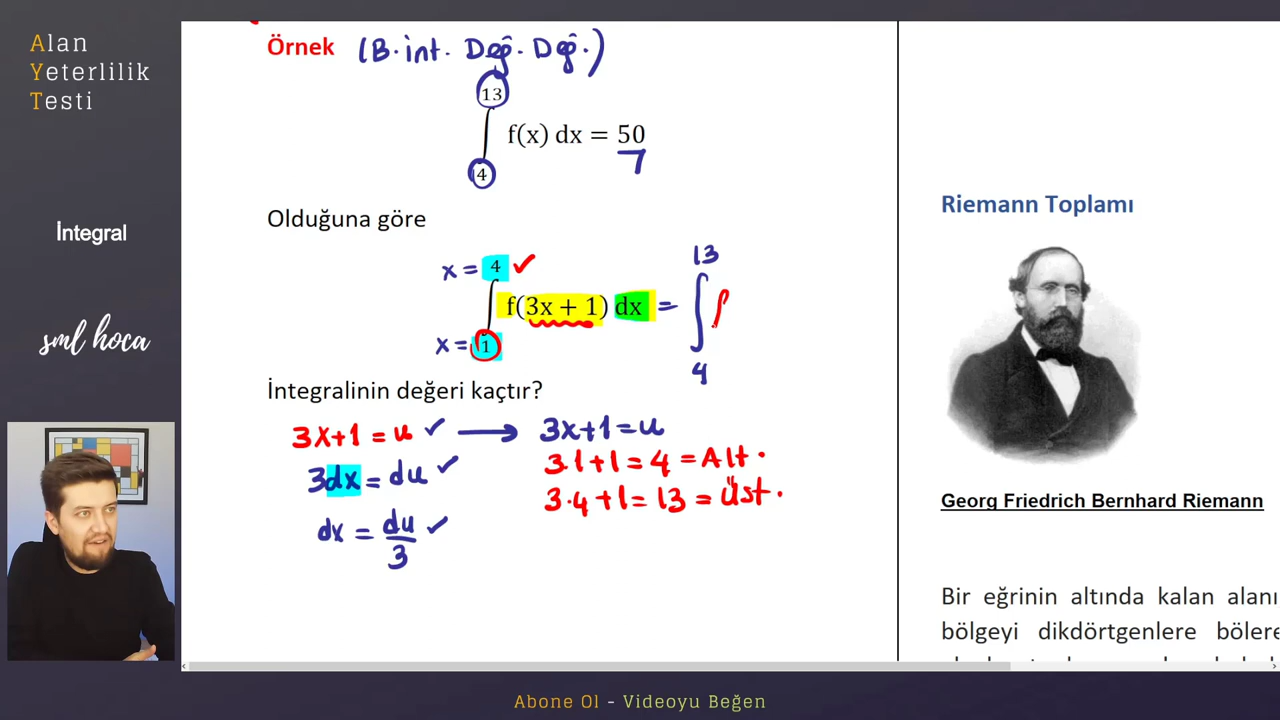 Alan
Yeterlilik
Testi
İntegral
sml hoca
Örnek (B. int. Değ. Değ.)
13
∫ f(x) dx = 50
4
Olduğuna göre
x = 4 ✓
∫ f(3x + 1) dx = ∫
x = 1
13
4
İntegralinin değeri kaçtır?
3x+1 = u ✓ → 3x+1 = u
3dx = du ✓ 3.1+1 = 4 = Alt.
dx = du/3 ✓ 3.4+1 = 13 = Üst.
Riemann Toplamı
Georg Friedrich Bernhard Riemann
Bir eğrinin altında kalan alanı
bölgeyi dikdörtgenlere bölere
Abone Ol - Videoyu Beğen